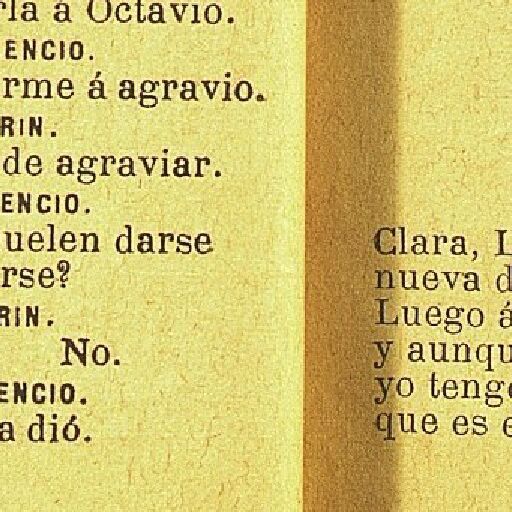 rla á Octavio.
ENCIO.
rme á agravio.
RIN.
de agraviar.
ENCIO.
uelen darse
rse?
RIN.
No.
ENCIO.
a dió.
Clara, L
nueva d
Luego á
y aunqu
yo teng
que es e